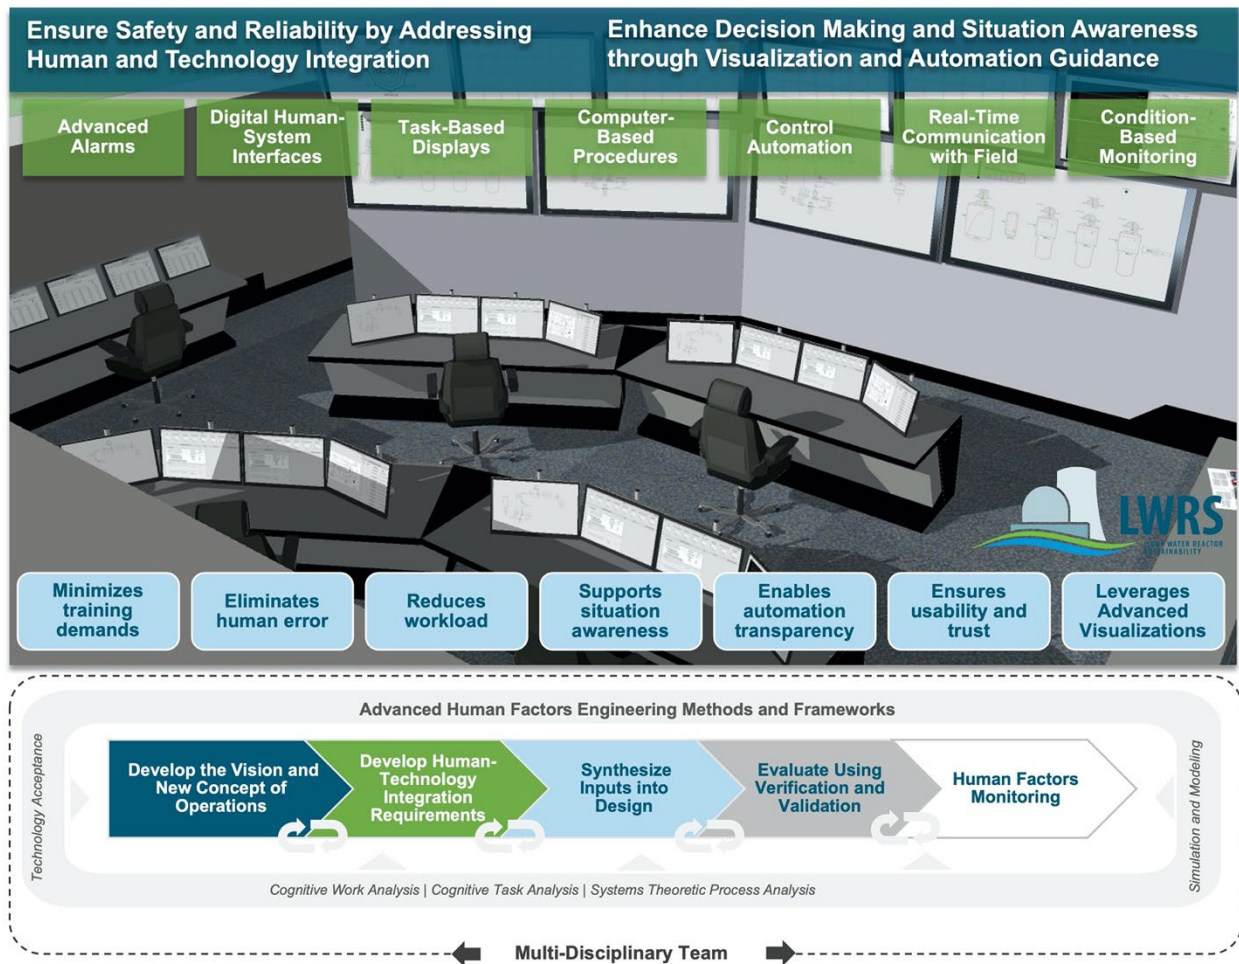 Ensure Safety and Reliability by Addressing
Human and Technology Integration
Enhance Decision Making and Situation Awareness
through Visualization and Automation Guidance
Advanced
Alarms
Digital Human-
System
Interfaces
Task-Based
Displays
Computer-
Based
Procedures
Control
Automation
Real-Time
Communication
with Field
Condition-
Based
Monitoring
LWRS
WATER REACTOR
SUSTAINABILITY
Minimizes
training
demands
Eliminates
human error
Reduces
workload
Supports
situation
awareness
Enables
automation
transparency
Ensures
usability and
trust
Leverages
Advanced
Visualizations
Advanced Human Factors Engineering Methods and Frameworks
Technology Acceptance
Develop the Vision and
New Concept of
Operations
Develop Human-
Technology
Integration
Requirements
Synthesize
Inputs into
Design
Evaluate Using
Verification and
Validation
Human Factors
Monitoring
Simulation and Modeling
Cognitive Work Analysis | Cognitive Task Analysis | Systems Theoretic Process Analysis
Multi-Disciplinary Team